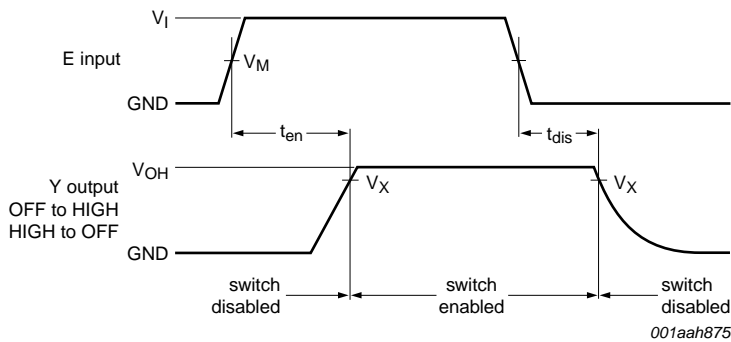 V_I
E input
V_M
GND
t_en
t_dis
V_OH
Y output
OFF to HIGH
HIGH to OFF
V_X
V_X
GND
switch
disabled
switch
enabled
switch
disabled
001aah875